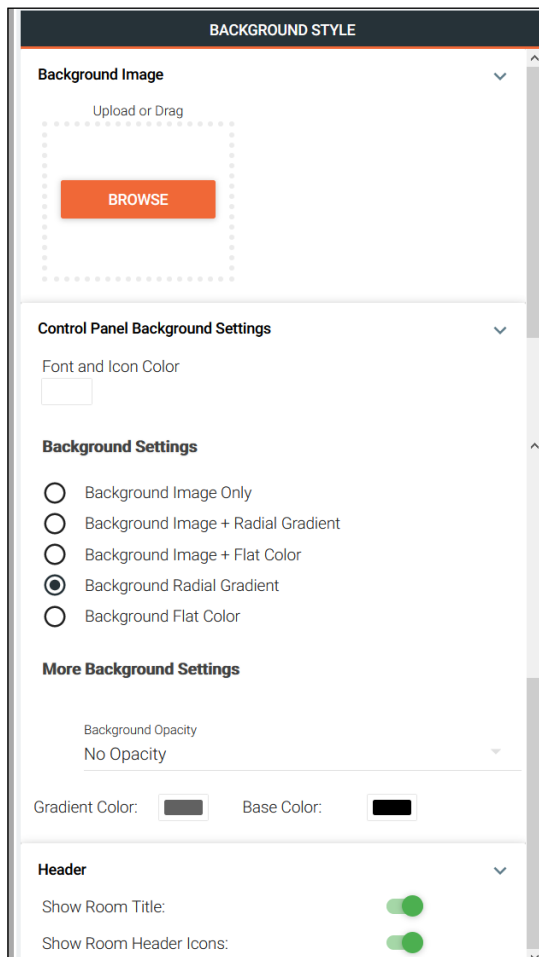 BACKGROUND STYLE
Background Image
Upload or Drag
BROWSE
Control Panel Background Settings
Font and Icon Color
Background Settings
Background Image Only
Background Image + Radial Gradient
Background Image + Flat Color
Background Radial Gradient
Background Flat Color
More Background Settings
Background Opacity
No Opacity
Gradient Color: Base Color:
Header
Show Room Title:
Show Room Header Icons: